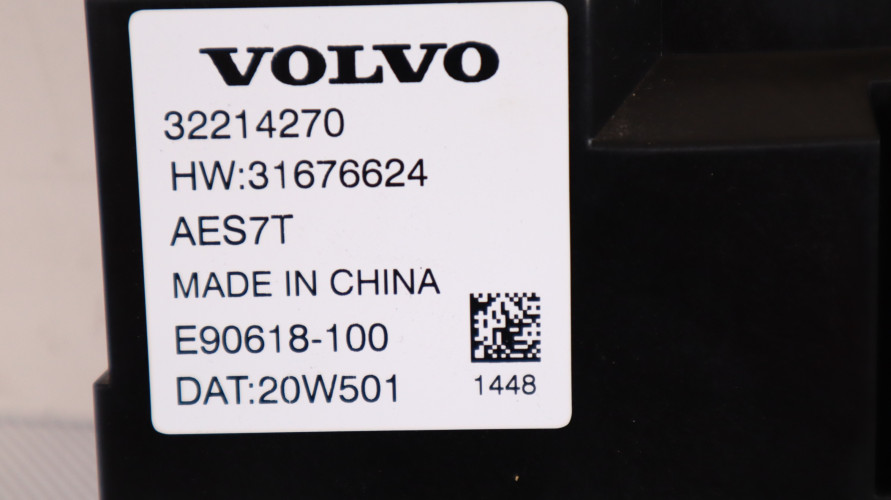 VOLVO
32214270
HW:31676624
AES7T
MADE IN CHINA
E90618-100
DAT:20W501
1448